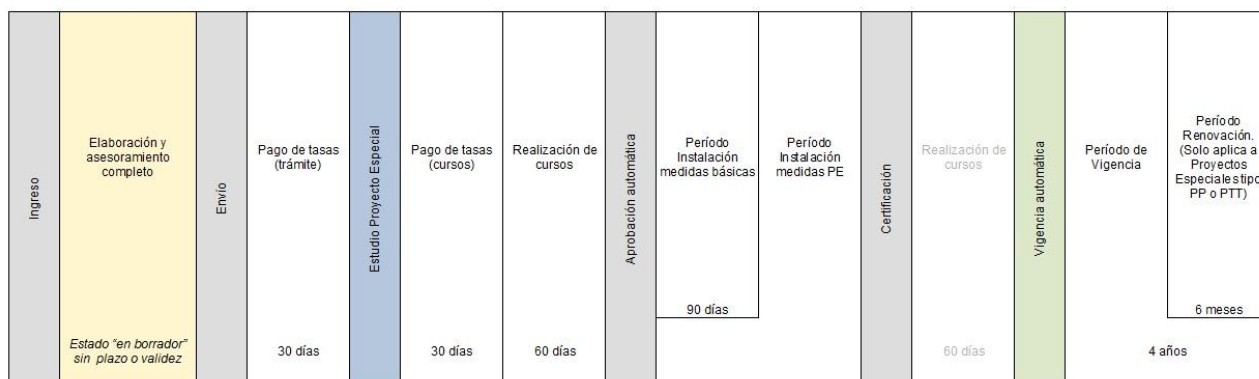 Ingreso
Elaboración y
asesoramiento
completo
Estado "en borrador"
sin plazo o validez
Envío
Pago de tasas
(trámite)
30 días
Estudio Proyecto Especial
Pago de tasas
(cursos)
30 días
Realización de
cursos
60 días
Aprobación automática
Período
Instalación
medidas básicas
90 días
Período
Instalación
medidas PE
Certificación
Realización de
cursos
60 días
Vigencia automática
Período de
Vigencia
Período
Renovación.
(Solo aplica a
Proyectos
Especiales tipo
PP o PTT)
6 meses
4 años